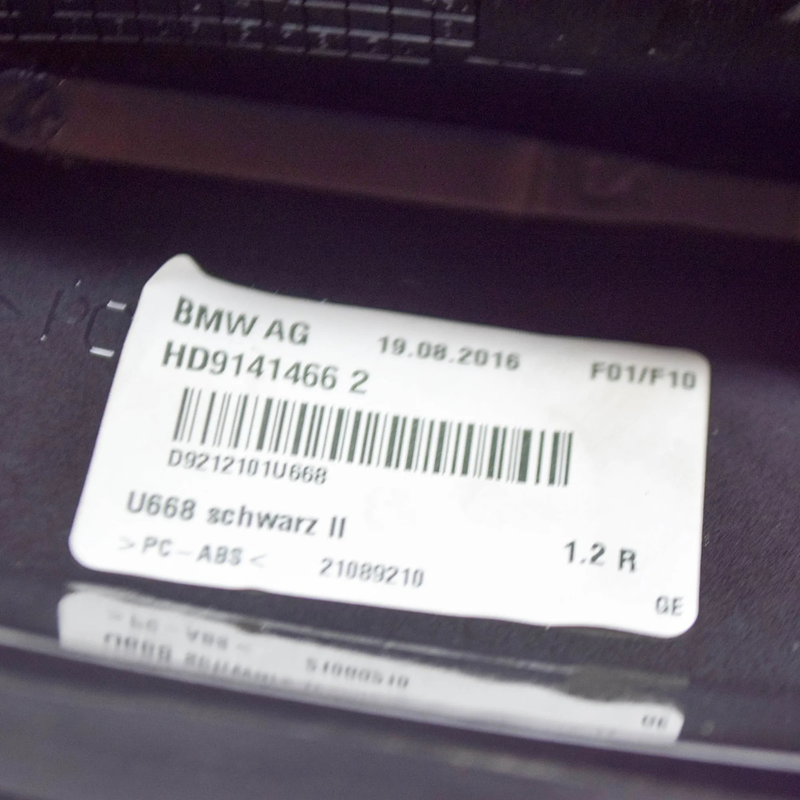 BMW AG 19.08.2016 F01/F10
HD9141466 2
D9212101U668
U668 schwarz II
>PC-ABS< 21089210 1.2 R
GE
PC